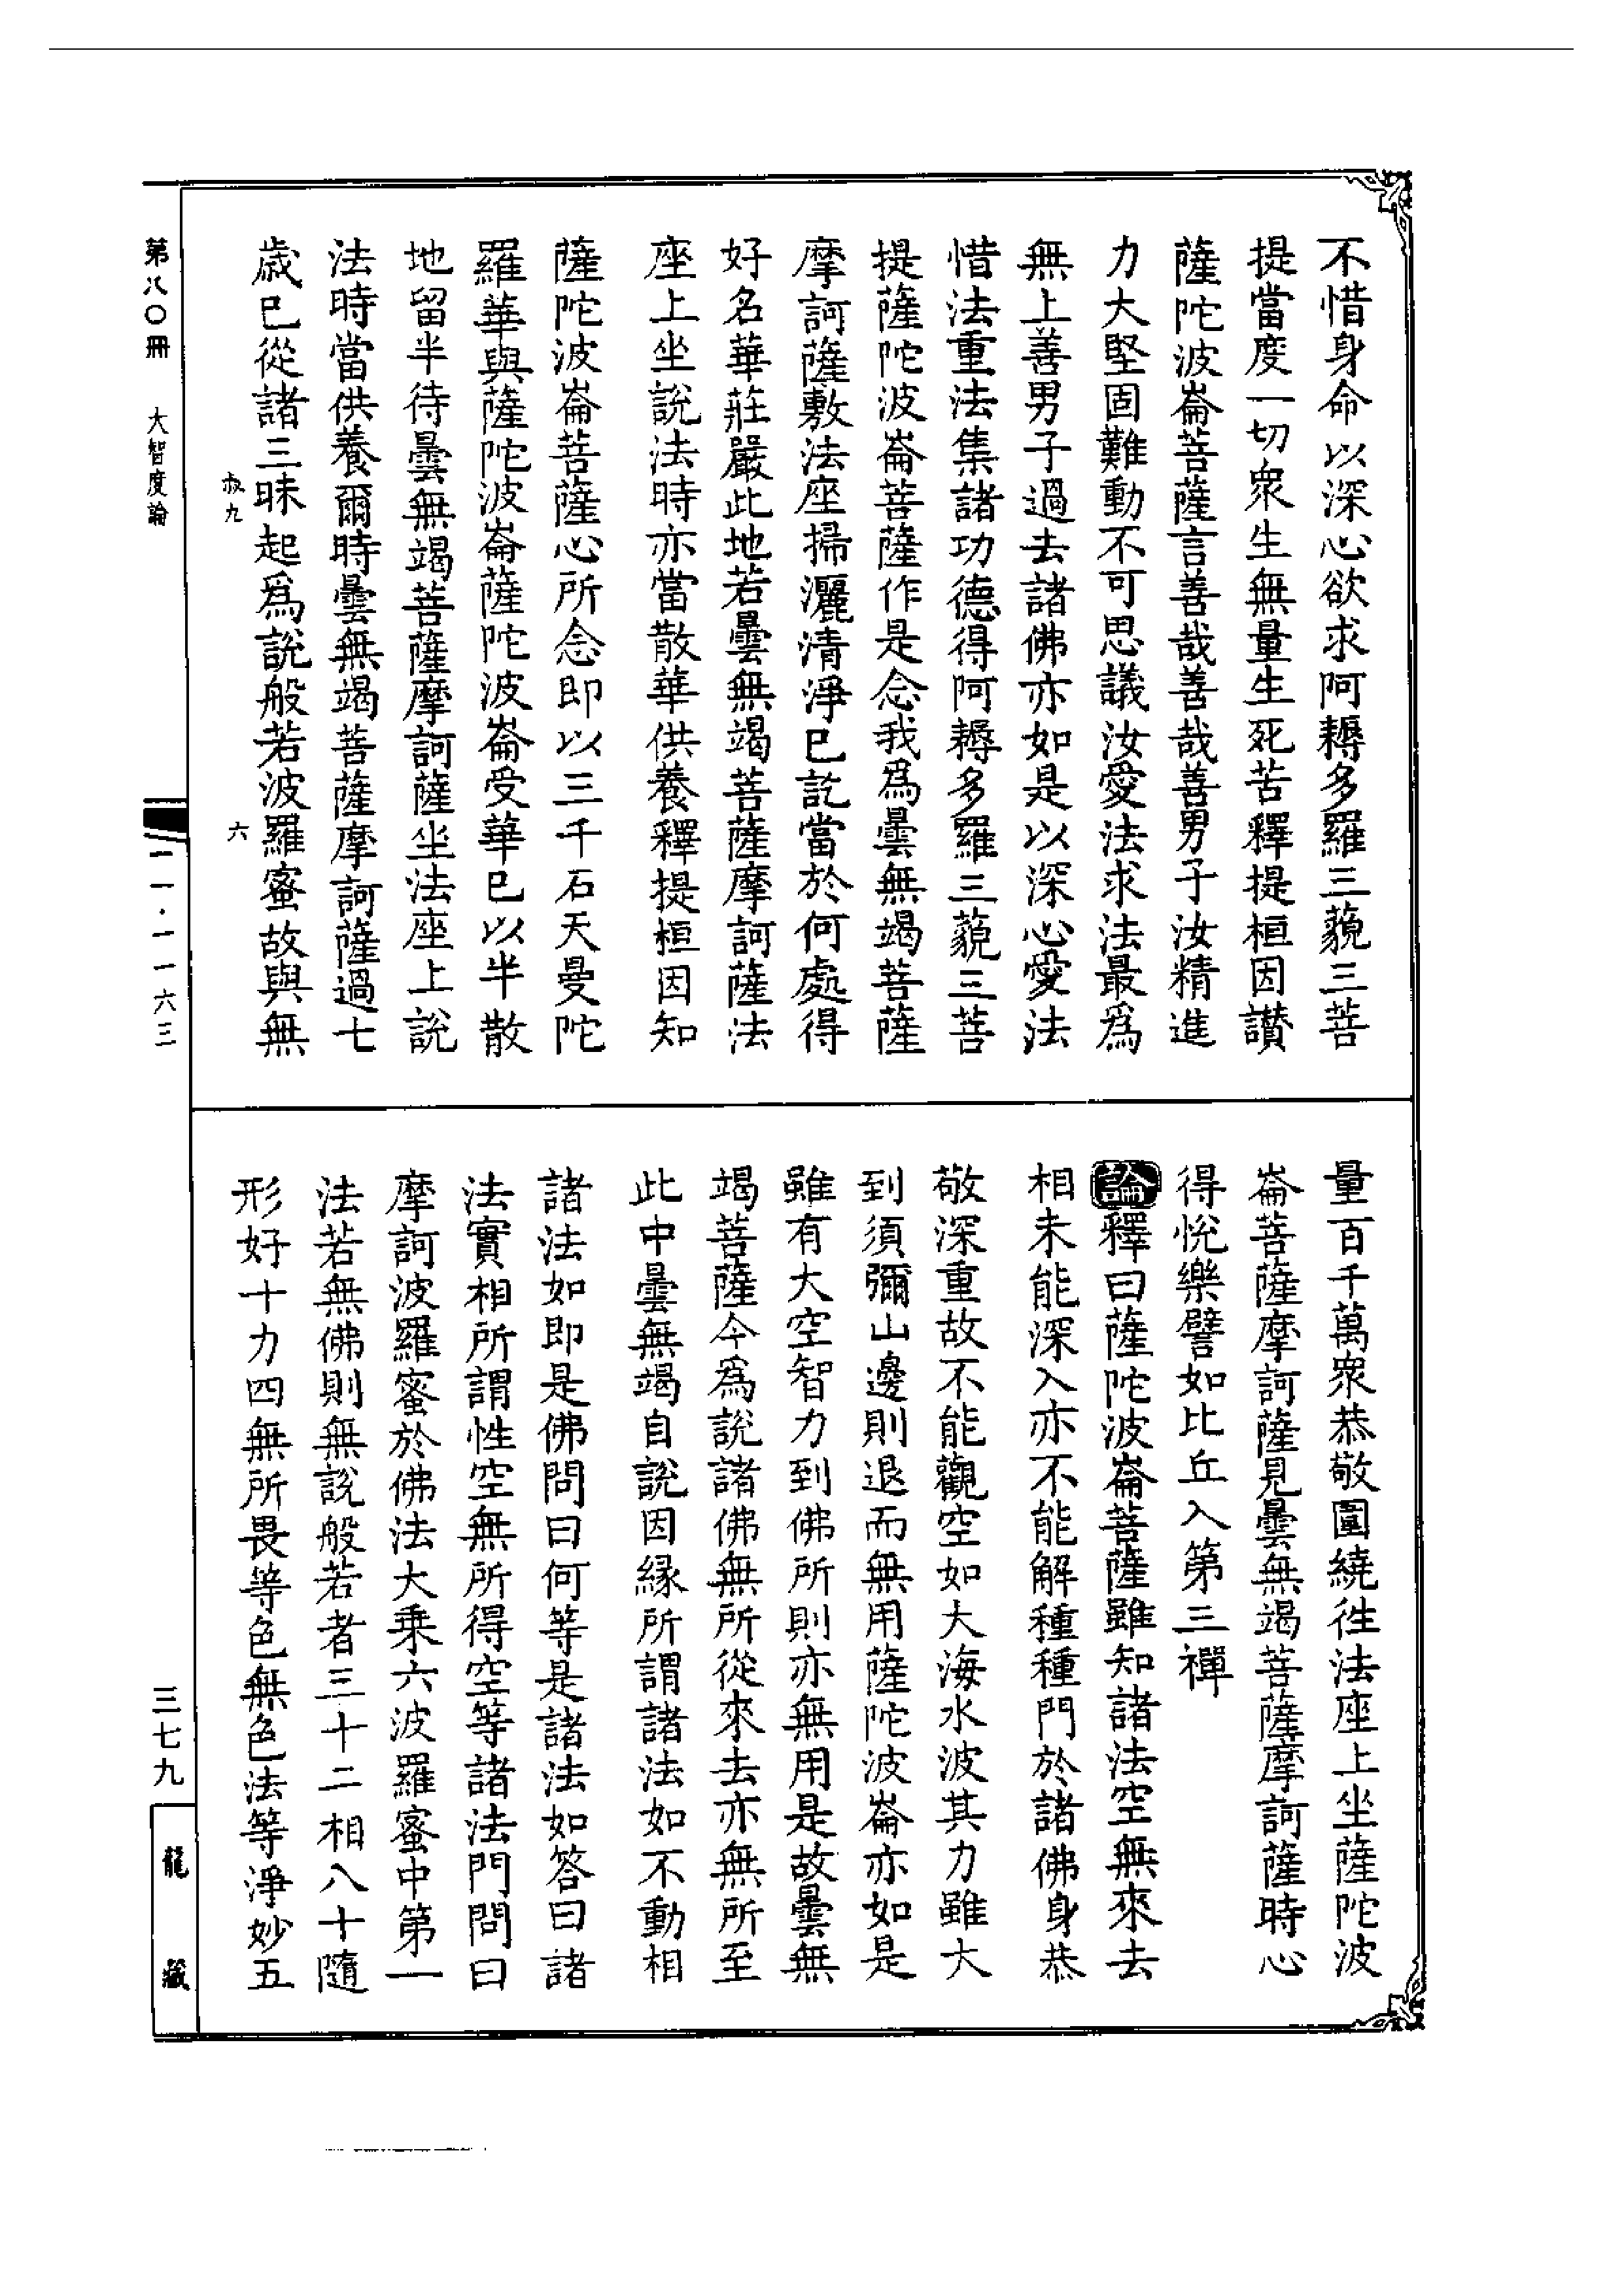 不惜身命以深心欲求阿耨多羅三藐三菩
提當度一切衆生無量生死苦釋提桓因讃
薩陀波崙菩薩言善哉善哉善男子汝精進
力大堅固難動不可思議汝愛法求法最爲
無上善男子過去諸佛亦如是以深心愛法
惜法重法集諸功德得阿耨多羅三藐三菩
提薩陀波崙菩薩作是念我爲曇無竭菩薩
摩訶薩敷法座掃灑清淨已訖當於何處得
好名華莊嚴此地若曇無竭菩薩摩訶薩法
座上坐說法時亦當散華供養釋提桓因知
薩陀波崙菩薩心所念即以三千石天曼陀
羅華與薩陀波崙薩陀波崙受華已以半散
地留半待曇無竭菩薩摩訶薩坐法座上說
法時當供養爾時曇無竭菩薩摩訶薩過七
歲已從諸三昧起爲說般若波羅蜜故與無
量百千萬衆恭敬圍繞徃法座上坐薩陀波
崙菩薩摩訶薩見曇無竭菩薩摩訶薩時心
得悅樂譬如比丘入第三禪
論釋曰薩陀波崙菩薩雖知諸法空無來去
相未能深入亦不能解種種門於諸佛身恭
敬深重故不能觀空如大海水波其力雖大
到須彌山邊則退而無用薩陀波崙亦如是
雖有大空智力到佛所則亦無用是故曇無
竭菩薩今爲說諸佛無所從來去亦無所至
此中曇無竭自說因緣所謂諸法如不動相
諸法如即是佛問曰何等是諸法如答曰諸
法實相所謂性空無所得空等諸法門問曰
摩訶波羅蜜於佛法大乘六波羅蜜中第一
法若無佛則無說般若者三十二相八十隨
形好十力四無所畏等色無色法等淨妙五
叔九
六
第八〇冊
大智度論
一一·一一六三
三七九
龍藏